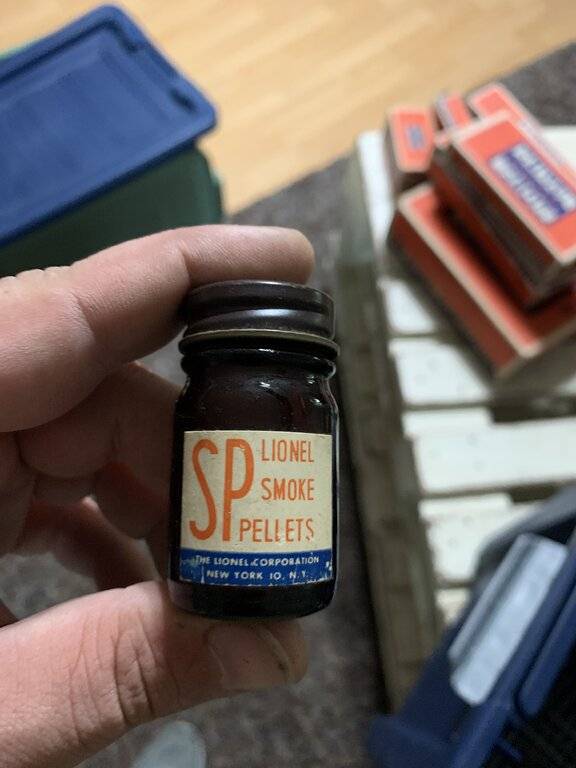 SP LIONEL
SMOKE
PELLETS
THE LIONEL CORPORATION
NEW YORK 10, N.Y.